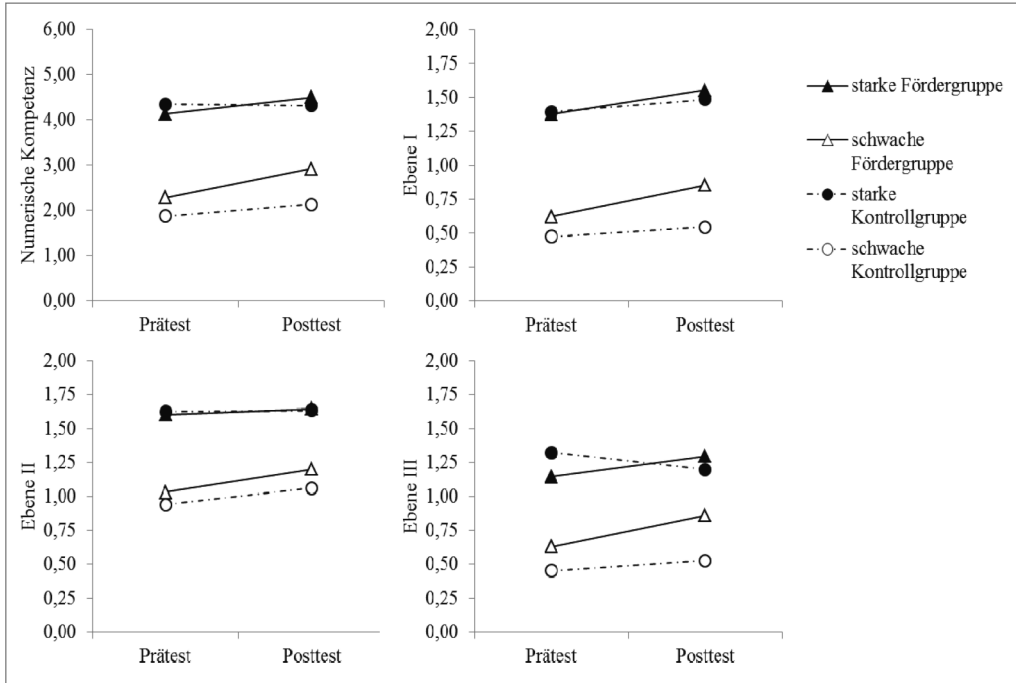 Numerische Kompetenz
6,00
5,00
4,00
3,00
2,00
1,00
0,00
Prätest
Posttest
Ebene I
2,00
1,75
1,50
1,25
1,00
0,75
0,50
0,25
0,00
Prätest
Posttest
starke Fördergruppe
schwache
Fördergruppe
starke
Kontrollgruppe
schwache
Kontrollgruppe
Ebene II
2,00
1,75
1,50
1,25
1,00
0,75
0,50
0,25
0,00
Prätest
Posttest
Ebene III
2,00
1,75
1,50
1,25
1,00
0,75
0,50
0,25
0,00
Prätest
Posttest